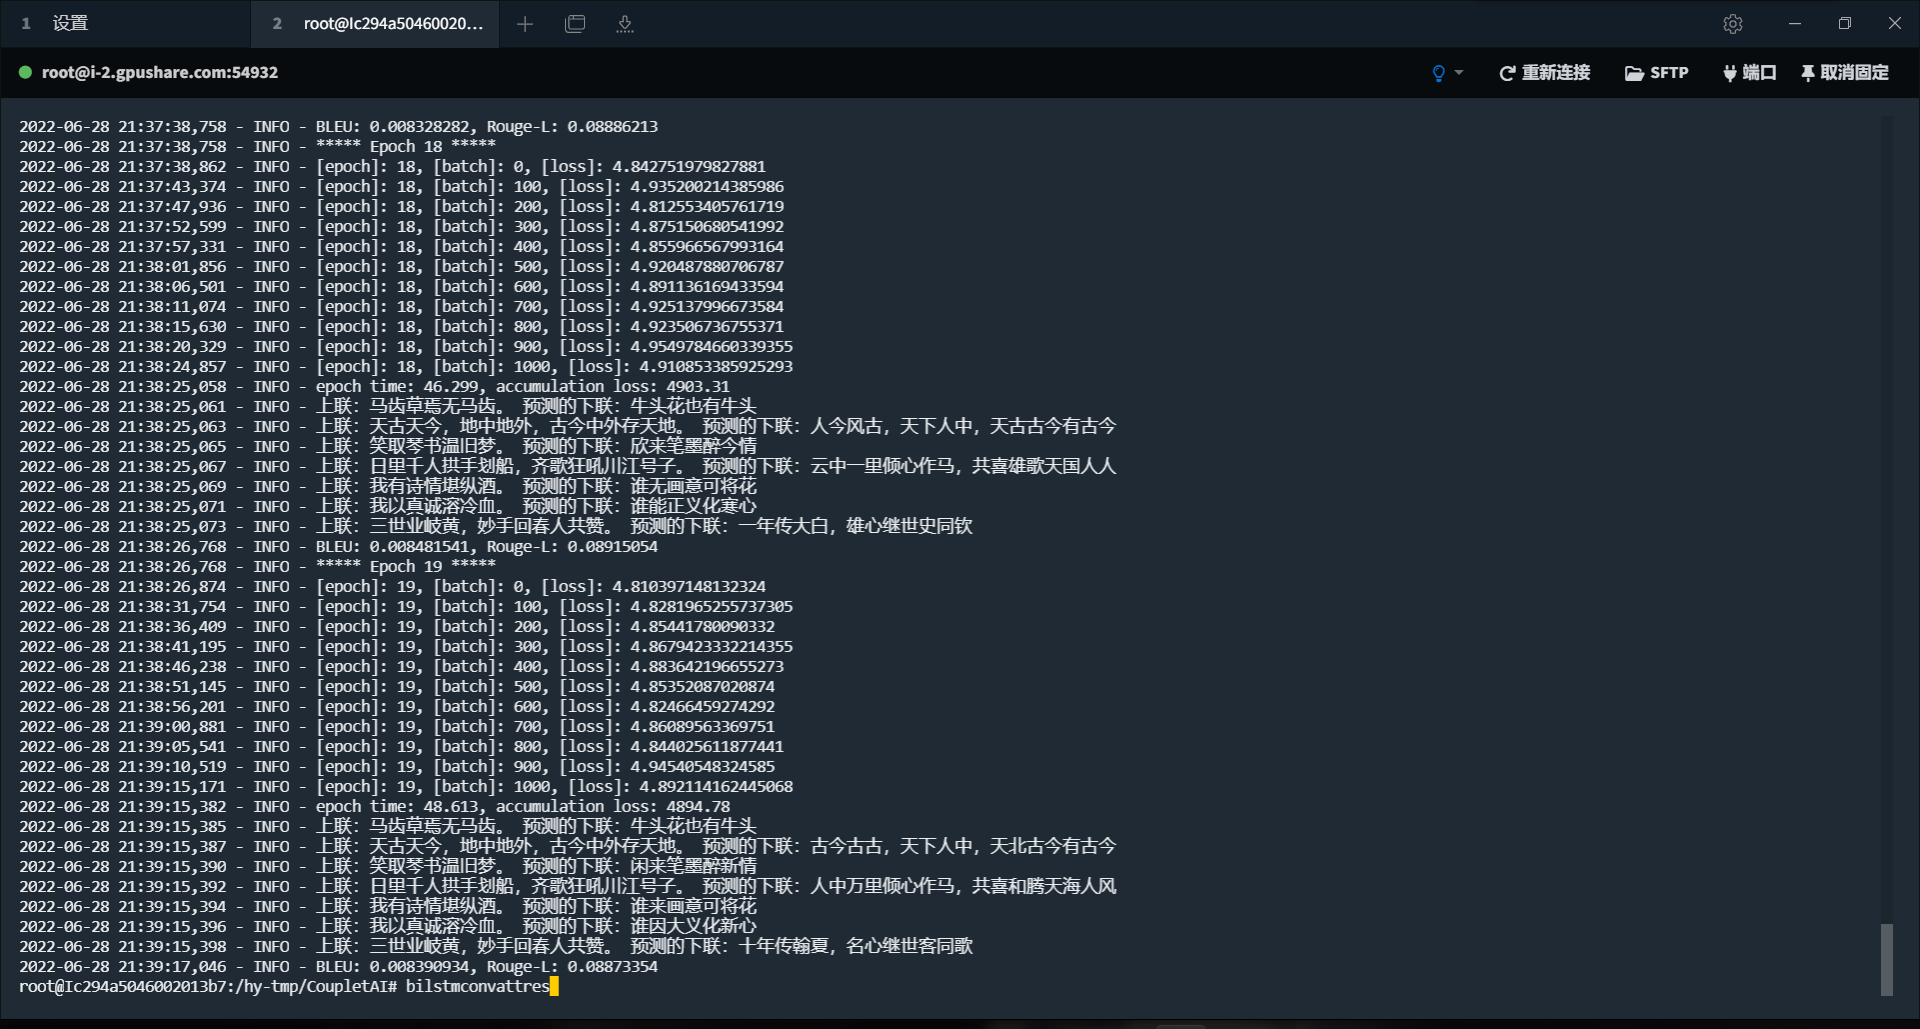 1 设置 2 root@Ic294a50460020...
root@i-2.gpushare.com:54932 重新连接 SFTP 端口 取消固定
2022-06-28 21:37:38,758 - INFO - BLEU: 0.008328282, Rouge-L: 0.08886213
2022-06-28 21:37:38,758 - INFO - ***** Epoch 18 *****
2022-06-28 21:37:38,862 - INFO - [epoch]: 18, [batch]: 0, [loss]: 4.842751979827881
2022-06-28 21:37:43,374 - INFO - [epoch]: 18, [batch]: 100, [loss]: 4.935200214385986
2022-06-28 21:37:47,936 - INFO - [epoch]: 18, [batch]: 200, [loss]: 4.812553405761719
2022-06-28 21:37:52,599 - INFO - [epoch]: 18, [batch]: 300, [loss]: 4.875150680541992
2022-06-28 21:37:57,331 - INFO - [epoch]: 18, [batch]: 400, [loss]: 4.855966567993164
2022-06-28 21:38:01,856 - INFO - [epoch]: 18, [batch]: 500, [loss]: 4.920487880706787
2022-06-28 21:38:06,501 - INFO - [epoch]: 18, [batch]: 600, [loss]: 4.891136169433594
2022-06-28 21:38:11,074 - INFO - [epoch]: 18, [batch]: 700, [loss]: 4.925137996673584
2022-06-28 21:38:15,630 - INFO - [epoch]: 18, [batch]: 800, [loss]: 4.923506736755371
2022-06-28 21:38:20,329 - INFO - [epoch]: 18, [batch]: 900, [loss]: 4.9549784660339355
2022-06-28 21:38:24,857 - INFO - [epoch]: 18, [batch]: 1000, [loss]: 4.910853385925293
2022-06-28 21:38:25,058 - INFO - epoch time: 46.299, accumulation loss: 4903.31
2022-06-28 21:38:25,061 - INFO - 上联：马齿草焉无马齿。 预测的下联：牛头花也有牛头
2022-06-28 21:38:25,063 - INFO - 上联：天古天今，地中地外，古今中外存天地。 预测的下联：人今风古，天下人中，天古古今有古今
2022-06-28 21:38:25,065 - INFO - 上联：笑取琴书温旧梦。 预测的下联：欣来笔墨醉今情
2022-06-28 21:38:25,067 - INFO - 上联：日里千人拱手划船，齐歌狂吼川江号子。 预测的下联：云中一里倾心作马，共喜雄歌天国人人
2022-06-28 21:38:25,069 - INFO - 上联：我有诗情堪纵酒。 预测的下联：谁无画意可将花
2022-06-28 21:38:25,071 - INFO - 上联：我以真诚溶冷血。 预测的下联：谁能正义化寒心
2022-06-28 21:38:25,073 - INFO - 上联：三世业岐黄，妙手回春人共赞。 预测的下联：一年传大白，雄心继世史同钦
2022-06-28 21:38:26,768 - INFO - BLEU: 0.008481541, Rouge-L: 0.08915054
2022-06-28 21:38:26,768 - INFO - ***** Epoch 19 *****
2022-06-28 21:38:26,874 - INFO - [epoch]: 19, [batch]: 0, [loss]: 4.810397148132324
2022-06-28 21:38:31,754 - INFO - [epoch]: 19, [batch]: 100, [loss]: 4.8281965255737305
2022-06-28 21:38:36,409 - INFO - [epoch]: 19, [batch]: 200, [loss]: 4.85441780090332
2022-06-28 21:38:41,195 - INFO - [epoch]: 19, [batch]: 300, [loss]: 4.8679423332214355
2022-06-28 21:38:46,238 - INFO - [epoch]: 19, [batch]: 400, [loss]: 4.883642196655273
2022-06-28 21:38:51,145 - INFO - [epoch]: 19, [batch]: 500, [loss]: 4.85352087020874
2022-06-28 21:38:56,201 - INFO - [epoch]: 19, [batch]: 600, [loss]: 4.82466459274292
2022-06-28 21:39:00,881 - INFO - [epoch]: 19, [batch]: 700, [loss]: 4.86089563369751
2022-06-28 21:39:05,541 - INFO - [epoch]: 19, [batch]: 800, [loss]: 4.844025611877441
2022-06-28 21:39:10,519 - INFO - [epoch]: 19, [batch]: 900, [loss]: 4.94540548324585
2022-06-28 21:39:15,171 - INFO - [epoch]: 19, [batch]: 1000, [loss]: 4.892114162445068
2022-06-28 21:39:15,382 - INFO - epoch time: 48.613, accumulation loss: 4894.78
2022-06-28 21:39:15,385 - INFO - 上联：马齿草焉无马齿。 预测的下联：牛头花也有牛头
2022-06-28 21:39:15,387 - INFO - 上联：天古天今，地中地外，古今中外存天地。 预测的下联：古今古古，天下人中，天北古今有古今
2022-06-28 21:39:15,390 - INFO - 上联：笑取琴书温旧梦。 预测的下联：闲来笔墨醉新情
2022-06-28 21:39:15,392 - INFO - 上联：日里千人拱手划船，齐歌狂吼川江号子。 预测的下联：人中万里倾心作马，共喜和腾天海人风
2022-06-28 21:39:15,394 - INFO - 上联：我有诗情堪纵酒。 预测的下联：谁来画意可将花
2022-06-28 21:39:15,396 - INFO - 上联：我以真诚溶冷血。 预测的下联：谁因大义化新心
2022-06-28 21:39:15,398 - INFO - 上联：三世业岐黄，妙手回春人共赞。 预测的下联：十年传翰夏，名心继世客同歌
2022-06-28 21:39:17,046 - INFO - BLEU: 0.008390934, Rouge-L: 0.08873354
root@Ic294a5046002013b7:/hy-tmp/CoupletAI# bilstmconvattres